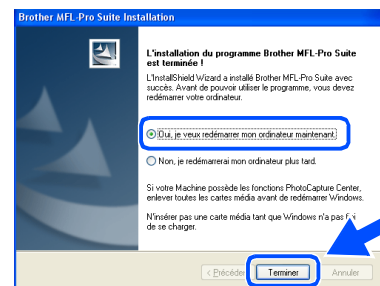 Brother MFL-Pro Suite Installation
L'installation du programme Brother MFL-Pro Suite
est terminée !
L'InstallShield Wizard a installé Brother MFL-Pro Suite avec
succès. Avant de pouvoir utiliser le programme, vous devez
redémarrer votre ordinateur.
Oui, je veux redémarrer mon ordinateur maintenant.
Non, je redémarrerai mon ordinateur plus tard.
Si votre Machine possède les fonctions PhotoCapture Center,
enlever toutes les cartes média avant de redémarrer Windows.
N'insérer pas une carte média tant que Windows n'a pas fini
de se charger.
< Précéder Terminer Annuler